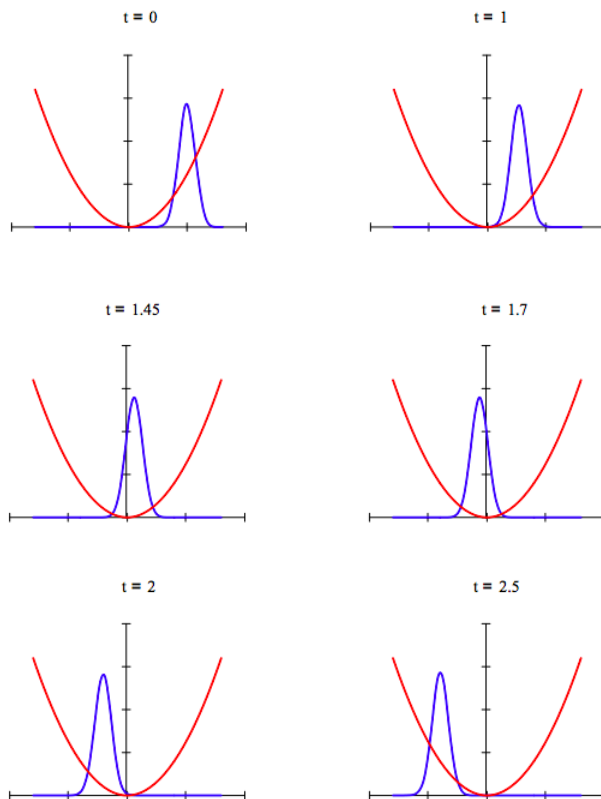 t = 0
t = 1
t = 1.45
t = 1.7
t = 2
t = 2.5